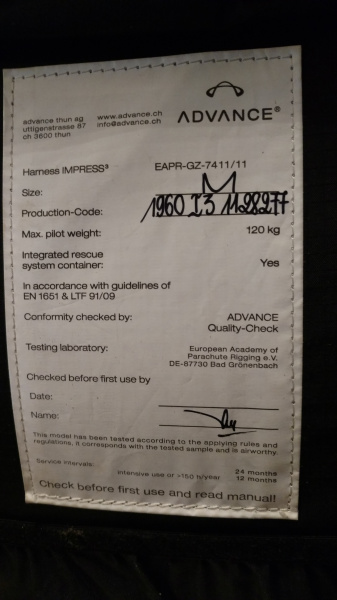 ADVANCE®
advance thun ag www.advance.ch
uttigenstrasse 87 info@advance.ch
ch 3600 thun
Harness IMPRESS³ EAPR-GZ-7411/11
Size: M
Production-Code: 1960 I3 1128277
Max. pilot weight: 120 kg
Integrated rescue
system container: Yes
In accordance with guidelines of
EN 1651 & LTF 91/09
Conformity checked by: ADVANCE
Quality-Check
Testing laboratory: European Academy of
Parachute Rigging e.V.
DE-87730 Bad Grönenbach
Checked before first use by
Date:
Name:
This model has been tested according to the applying rules and
regulations, it corresponds with the tested sample and is airworthy.
Service intervals: 24 months
intensive use or >150 h/year 12 months
Check before first use and read manual!